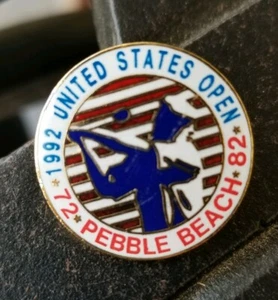 1992 UNITED STATES OPEN
72 * PEBBLE BEACH * 82